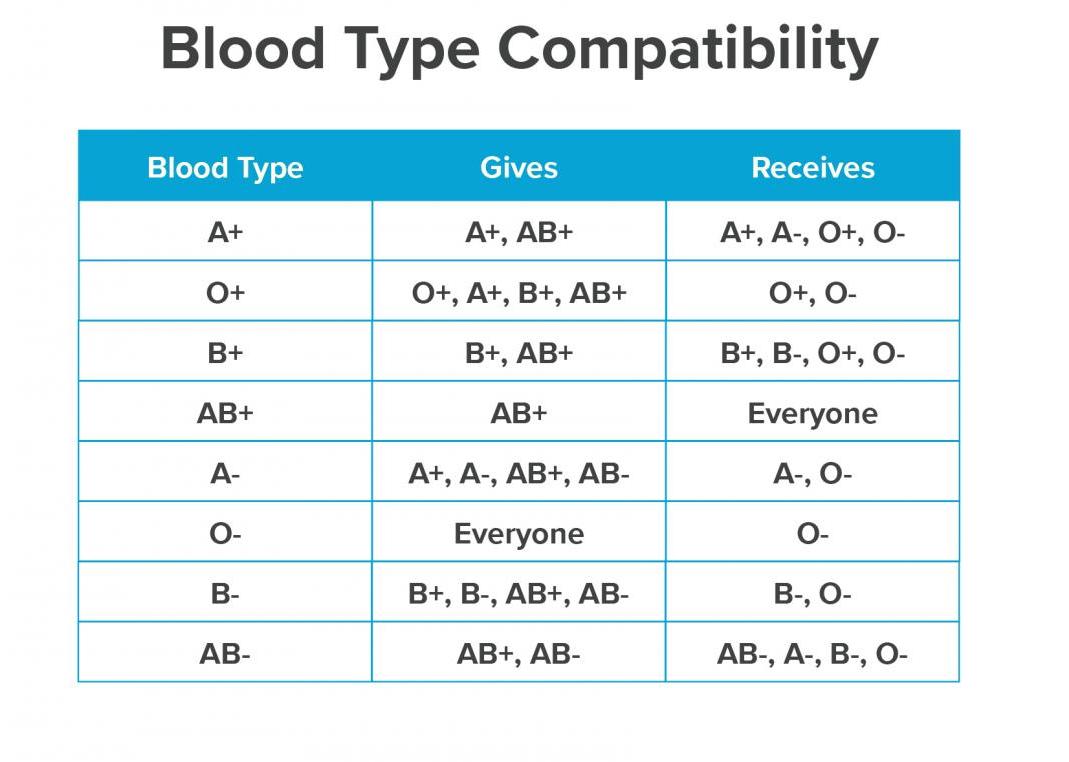 Blood Type Compatibility
Blood Type Gives Receives
A+ A+, AB+ A+, A-, O+, O-
O+ O+, A+, B+, AB+ O+, O-
B+ B+, AB+ B+, B-, O+, O-
AB+ AB+ Everyone
A- A+, A-, AB+, AB- A-, O-
O- Everyone O-
B- B+, B-, AB+, AB- B-, O-
AB- AB+, AB- AB-, A-, B-, O-